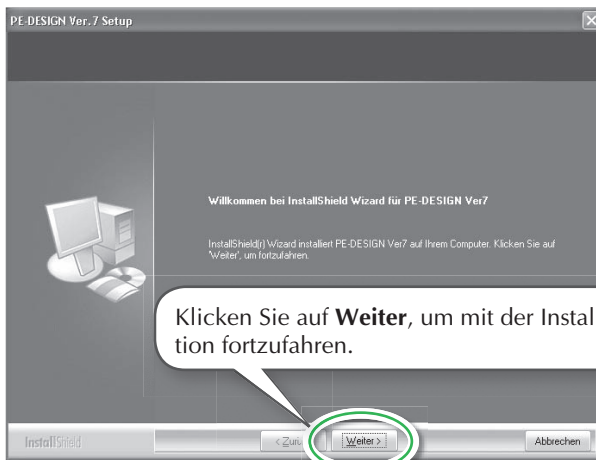 PE-DESIGN Ver.7 Setup
Willkommen bei InstallShield Wizard für PE-DESIGN Ver7
InstallShield(r) Wizard installiert PE-DESIGN Ver7 auf Ihrem Computer. Klicken Sie auf
'Weiter', um fortzufahren.
Klicken Sie auf Weiter, um mit der Instal
tion fortzufahren.
InstallShield
< Zurü
Weiter >
Abbrechen